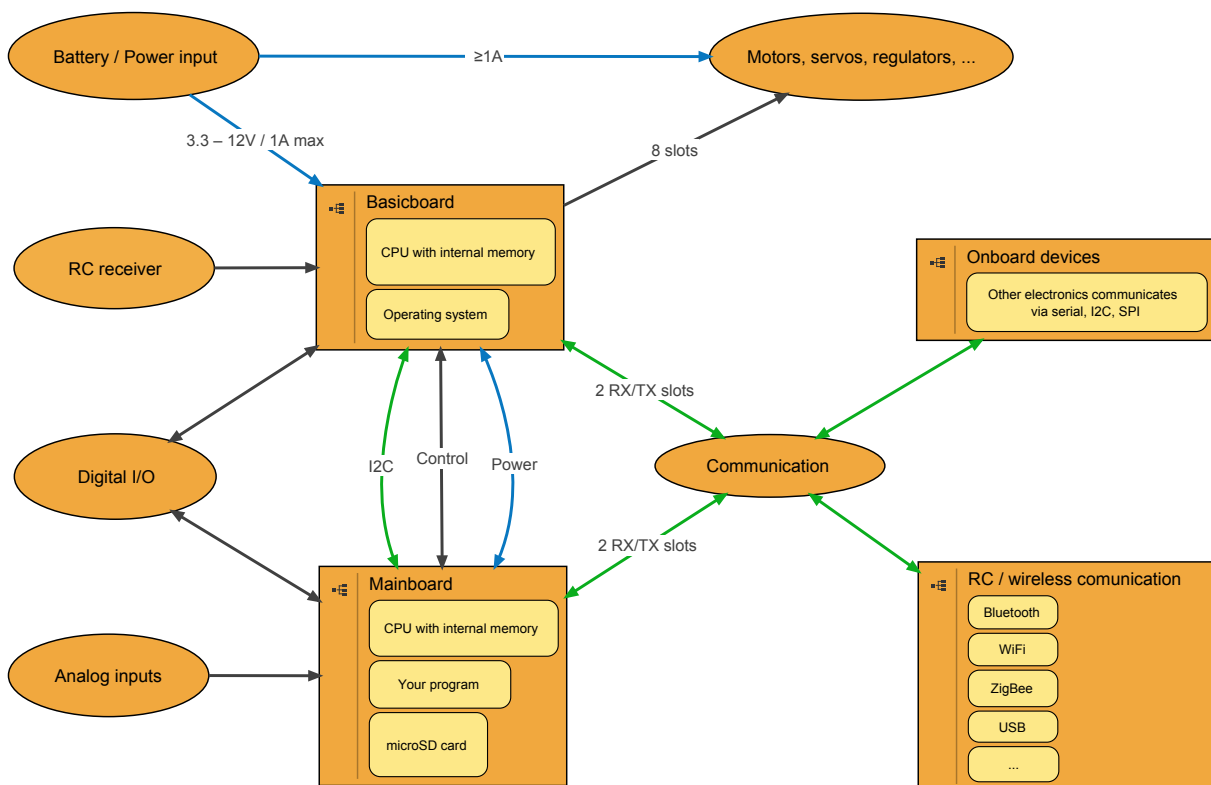 Battery / Power input
≥1A
Motors, servos, regulators, ...
3.3 – 12V / 1A max
8 slots
Basicboard
CPU with internal memory
Operating system
RC receiver
Onboard devices
Other electronics communicates
via serial, I2C, SPI
2 RX/TX slots
Digital I/O
I2C
Control
Power
Communication
2 RX/TX slots
Mainboard
CPU with internal memory
Your program
microSD card
Analog inputs
RC / wireless comunication
Bluetooth
WiFi
ZigBee
USB
...